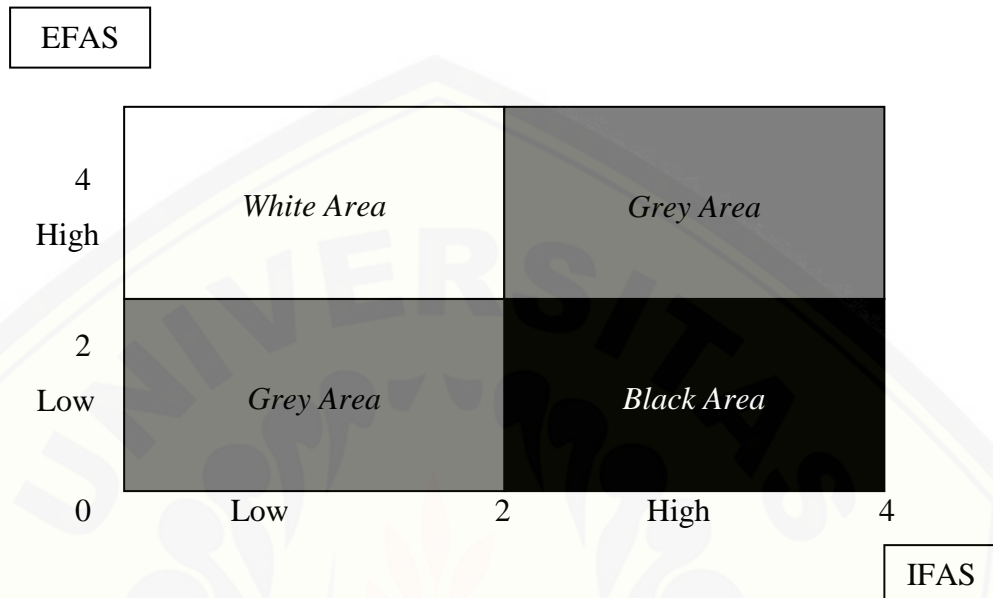 EFAS
4
White Area
Grey Area
High
2
Low
Grey Area
Black Area
0
Low
2
High
4
IFAS
UNIVERSITAS